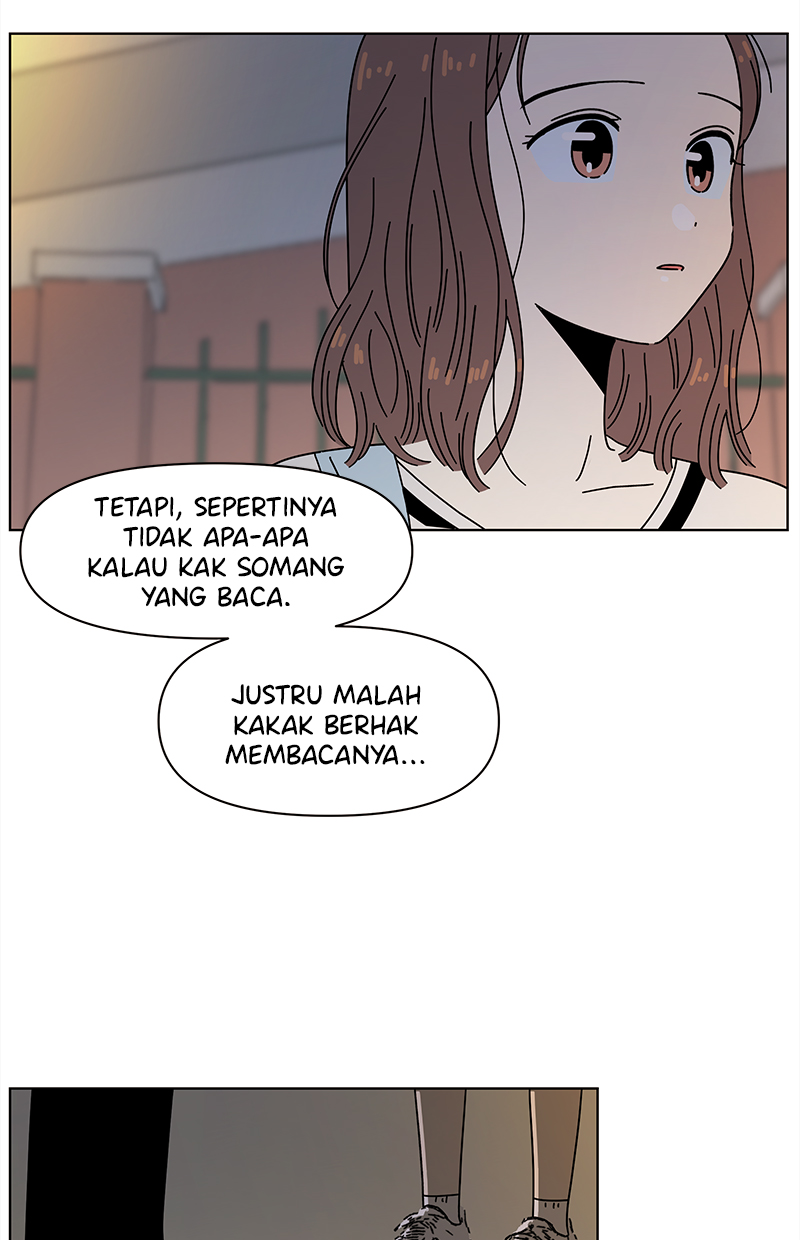 TETAPI, SEPERTINYA
TIDAK APA-APA
KALAU KAK SOMANG
YANG BACA.
JUSTRU MALAH
KAKAK BERHAK
MEMBACANYA...